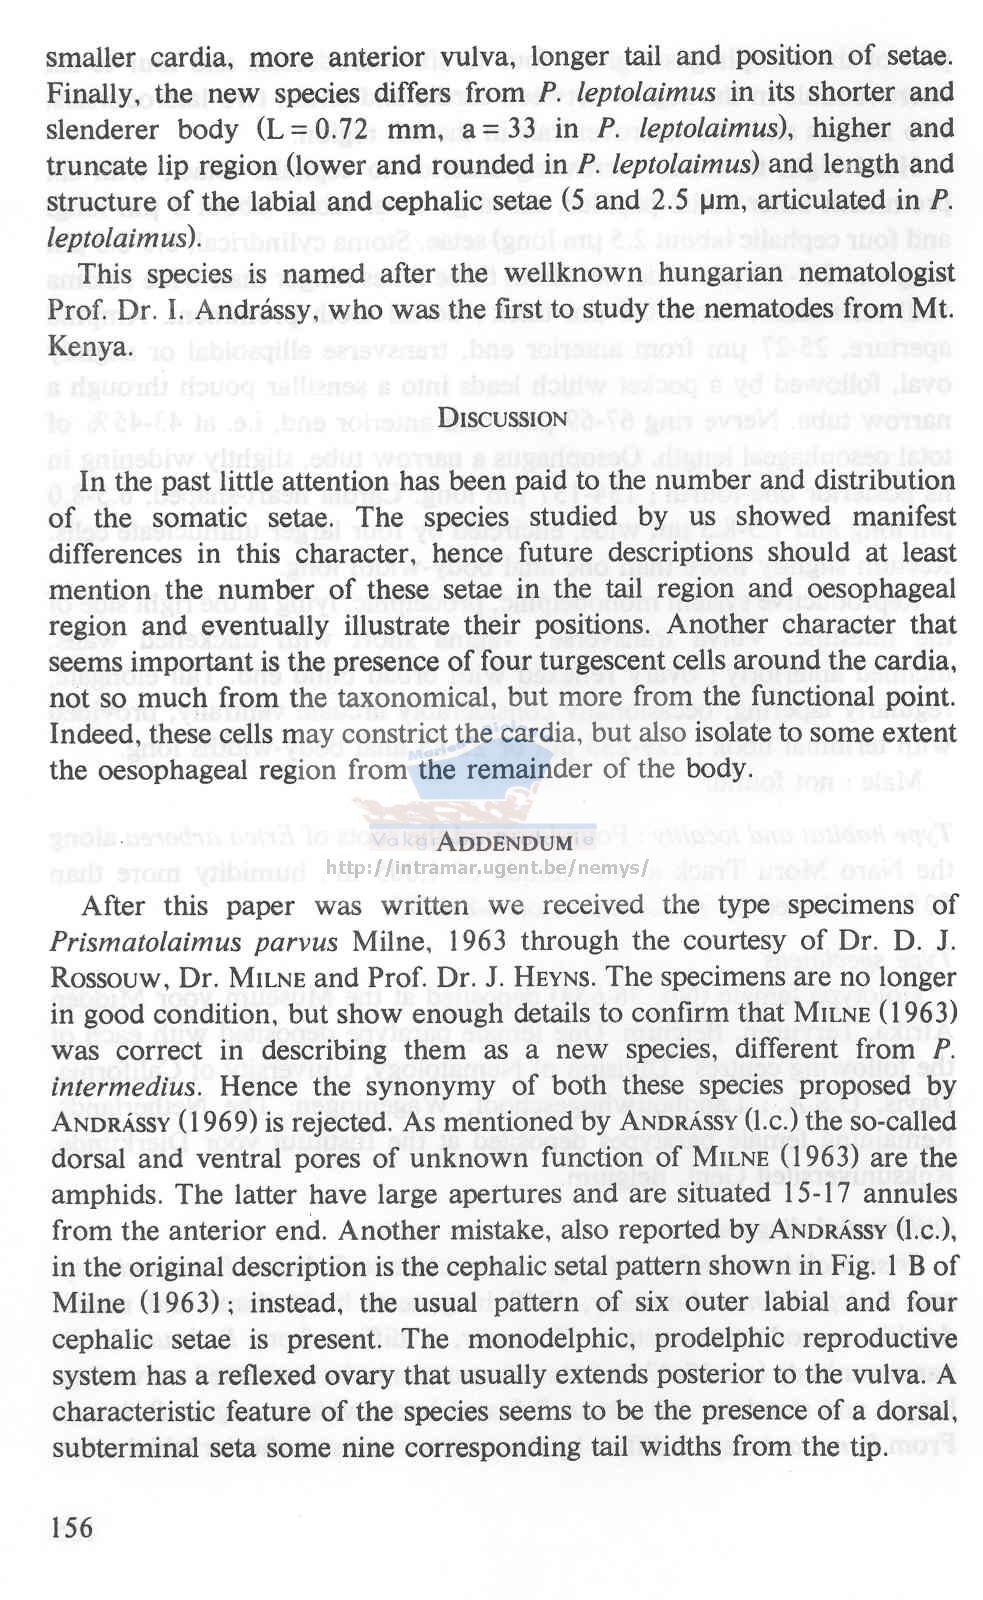 smaller cardia, more anterior vulva, longer tail and position of setae.
Finally, the new species differs from P. leptolaimus in its shorter and
slenderer body (L = 0.72 mm, a = 33 in P. leptolaimus), higher and
truncate lip region (lower and rounded in P. leptolaimus) and length and
structure of the labial and cephalic setae (5 and 2.5 µm, articulated in P.
leptolaimus).
This species is named after the wellknown hungarian nematologist
Prof. Dr. I. Andrássy, who was the first to study the nematodes from Mt.
Kenya.
DISCUSSION
In the past little attention has been paid to the number and distribution
of the somatic setae. The species studied by us showed manifest
differences in this character, hence future descriptions should at least
mention the number of these setae in the tail region and oesophageal
region and eventually illustrate their positions. Another character that
seems important is the presence of four turgescent cells around the cardia,
not so much from the taxonomical, but more from the functional point.
Indeed, these cells may constrict the cardia, but also isolate to some extent
the oesophageal region from the remainder of the body.
ADDENDUM
http://intramar.ugent.be/nemys/
After this paper was written we received the type specimens of
Prismatolaimus parvus Milne, 1963 through the courtesy of Dr. D. J.
ROSSOUW, Dr. MILNE and Prof. Dr. J. HEYNS. The specimens are no longer
in good condition, but show enough details to confirm that MILNE (1963)
was correct in describing them as a new species, different from P.
intermedius. Hence the synonymy of both these species proposed by
ANDRÁSSY (1969) is rejected. As mentioned by ANDRÁSSY (l.c.) the so-called
dorsal and ventral pores of unknown function of MILNE (1963) are the
amphids. The latter have large apertures and are situated 15-17 annules
from the anterior end. Another mistake, also reported by ANDRÁSSY (l.c.),
in the original description is the cephalic setal pattern shown in Fig. 1 B of
Milne (1963) ; instead, the usual pattern of six outer labial and four
cephalic setae is present. The monodelphic, prodelphic reproductive
system has a reflexed ovary that usually extends posterior to the vulva. A
characteristic feature of the species seems to be the presence of a dorsal,
subterminal seta some nine corresponding tail widths from the tip.
156